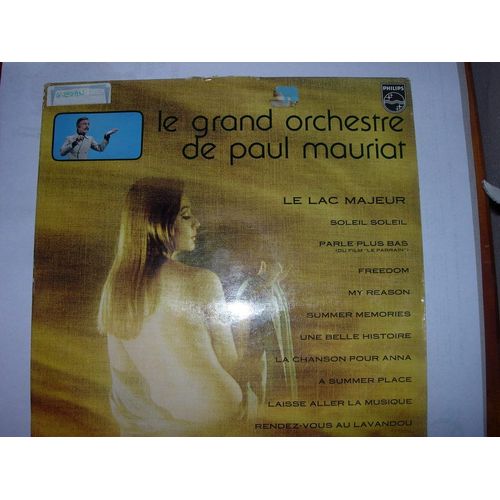 PHILIPS
le grand orchestre
de paul mauriat
LE LAC MAJEUR
SOLEIL SOLEIL
PARLE PLUS BAS
(DU FILM "LE PARRAIN")
FREEDOM
MY REASON
SUMMER MEMORIES
UNE BELLE HISTOIRE
LA CHANSON POUR ANNA
A SUMMER PLACE
LAISSE ALLER LA MUSIQUE
RENDEZ-VOUS AU LAVANDOU